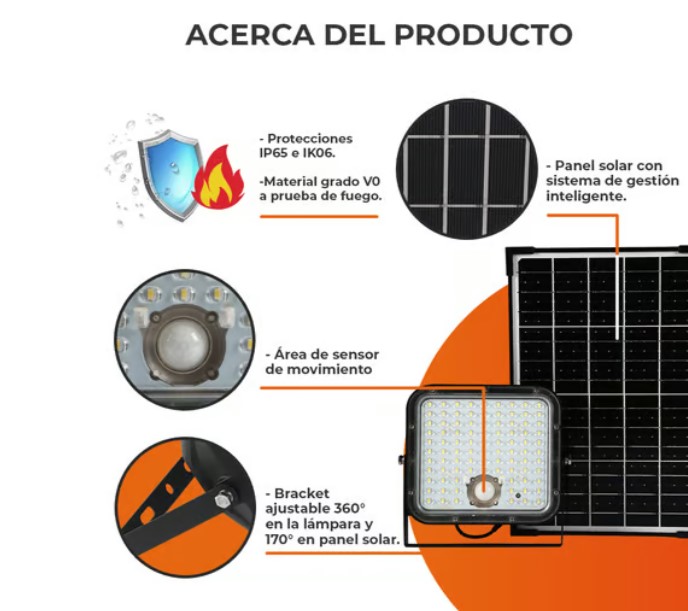 ACERCA DEL PRODUCTO
- Protecciones
IP65 e IK06.
-Material grado V0
a prueba de fuego.
- Panel solar con
sistema de gestión
inteligente.
- Área de sensor
de movimiento
- Bracket
ajustable 360°
en la lámpara y
170° en panel solar.